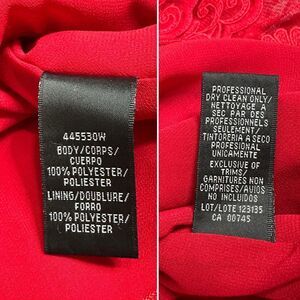 445530W
BODY/CORPS/
CUERPO
100% POLYESTER/
POLIESTER
LINING/DOUBLURE/
FORRO
100% POLYESTER/
POLIESTER
PROFESSIONAL
DRY CLEAN ONLY/
NETTOYAGE A
SEC PAR DES
PROFESSIONELS
SEULEMENT/
TINTORERIA A SECO
PROFESIONAL
UNICAMENTE
EXCLUSIVE OF
TRIMS/
GARNITURES NON
COMPRISES/AVIOS
NO INCLUIDOS
LOT/LOTE 123135
CA 00745